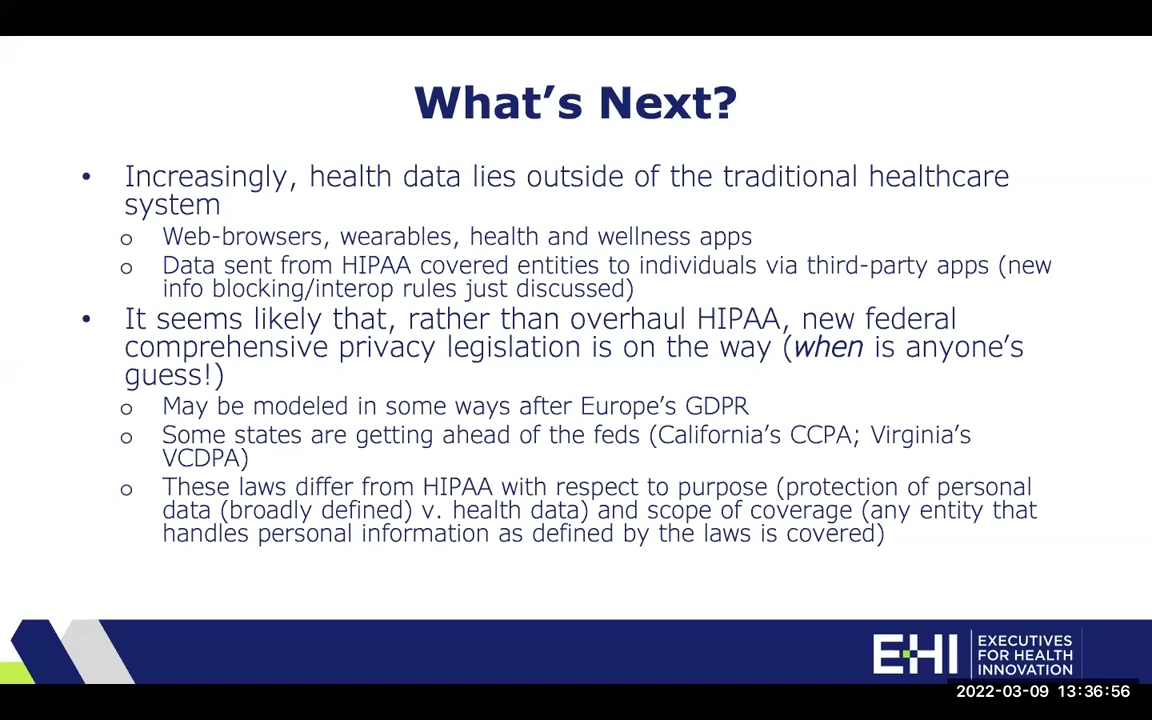 What's Next?
• Increasingly, health data lies outside of the traditional healthcare
system
o Web-browsers, wearables, health and wellness apps
o Data sent from HIPAA covered entities to individuals via third-party apps (new
info blocking/interop rules just discussed)
• It seems likely that, rather than overhaul HIPAA, new federal
comprehensive privacy legislation is on the way (when is anyone's
guess!)
o May be modeled in some ways after Europe's GDPR
o Some states are getting ahead of the feds (California's CCPA; Virginia's
VCDPA)
o These laws differ from HIPAA with respect to purpose (protection of personal
data (broadly defined) v. health data) and scope of coverage (any entity that
handles personal information as defined by the laws is covered)
EHI
EXECUTIVES
FOR HEALTH
INNOVATION
2022-03-09 13:36:56